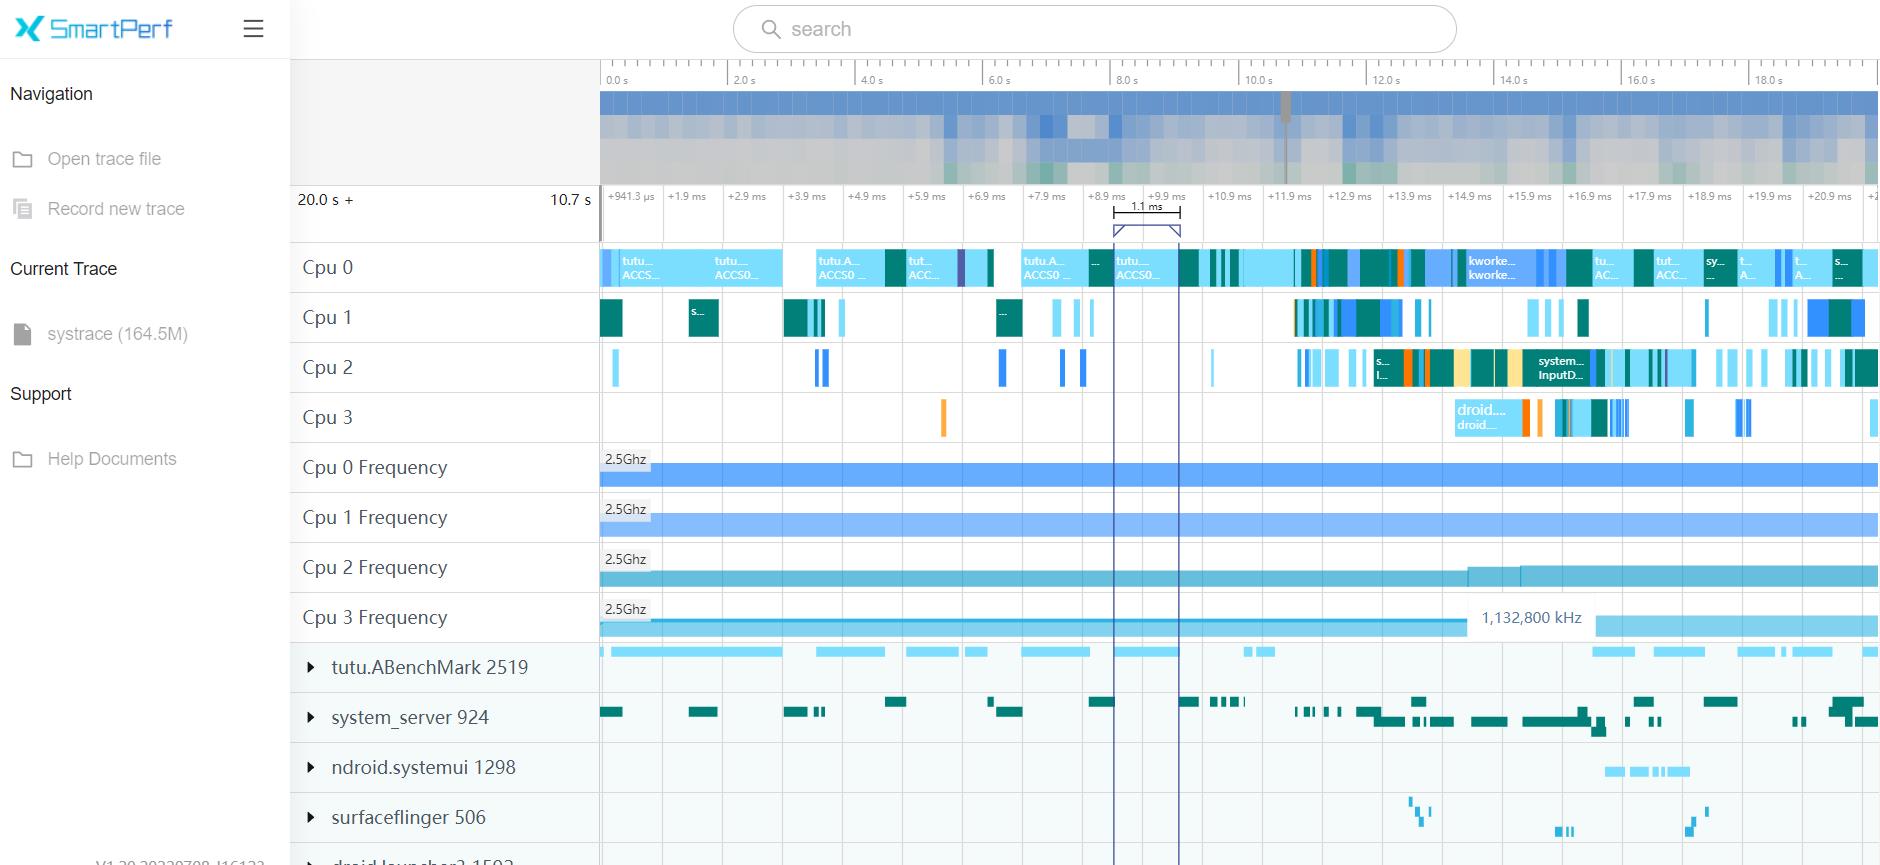 SmartPerf
search
Navigation
Open trace file
Record new trace
Current Trace
systrace (164.5M)
Support
Help Documents
0.0 s 2.0 s 4.0 s 6.0 s 8.0 s 10.0 s 12.0 s 14.0 s 16.0 s 18.0 s
20.0 s + 10.7 s
+941.3 μs +1.9 ms +2.9 ms +3.9 ms +4.9 ms +5.9 ms +6.9 ms +7.9 ms +8.9 ms +9.9 ms +10.9 ms +11.9 ms +12.9 ms +13.9 ms +14.9 ms +15.9 ms +16.9 ms +17.9 ms +18.9 ms +19.9 ms +20.9 ms
1.1 ms
Cpu 0
tutu... tutu.... tutu.A... tut... tutu.A... ... tutu.... kworke... tu... tut... sy... t... t... s...
ACCS... ACCS0... ACCS0 ... ACC... ACCS0 ... ACCS0... kworke... AC... ACC... ... A... A... ...
Cpu 1
s... ...
Cpu 2
s... system...
I... InputD...
Cpu 3
droid....
droid....
Cpu 0 Frequency
2.5Ghz
Cpu 1 Frequency
2.5Ghz
Cpu 2 Frequency
2.5Ghz
Cpu 3 Frequency
2.5Ghz
1,132,800 kHz
tutu.ABenchMark 2519
system_server 924
ndroid.systemui 1298
surfaceflinger 506